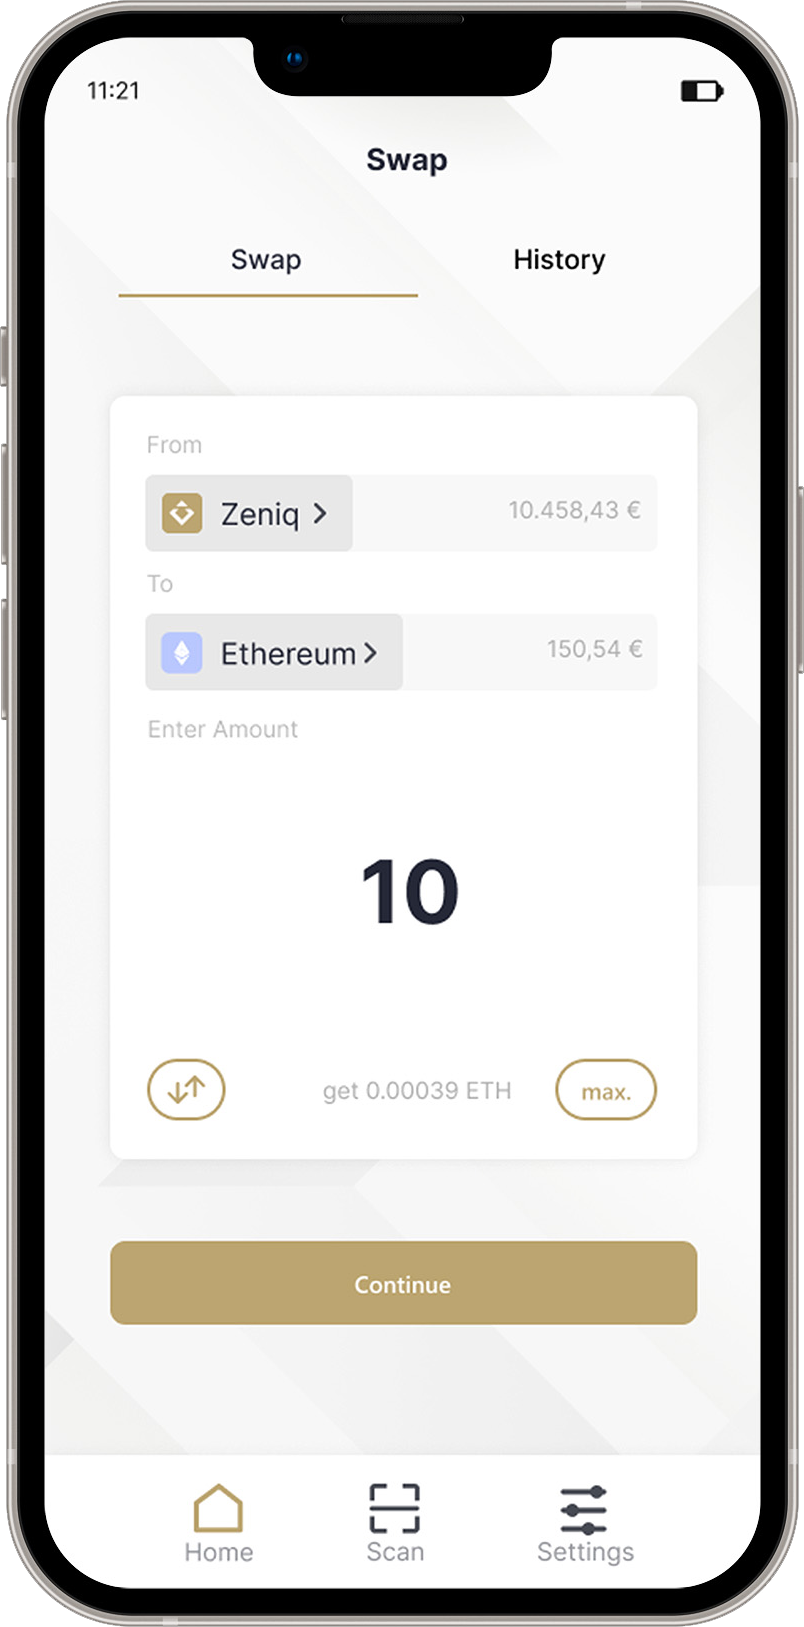 11:21
Swap
Swap History
From
Zeniq 10.458,43 €
To
Ethereum 150,54 €
Enter Amount
10
get 0.00039 ETH max.
Continue
Home Scan Settings